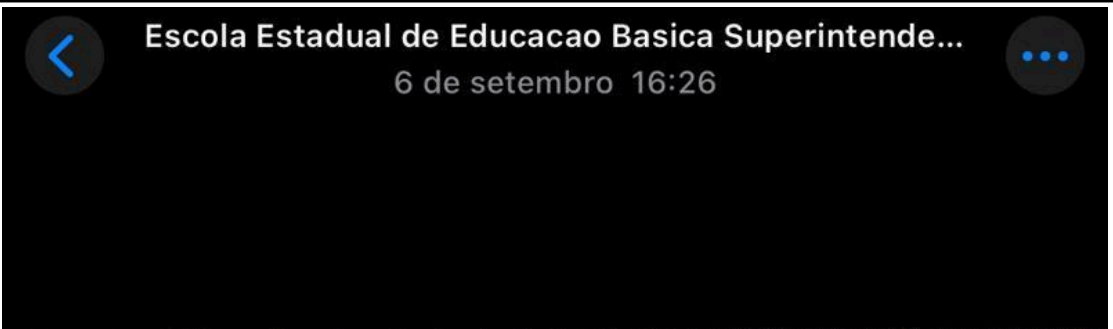 Escola Estadual de Educacao Basica Superintende...
6 de setembro 16:26